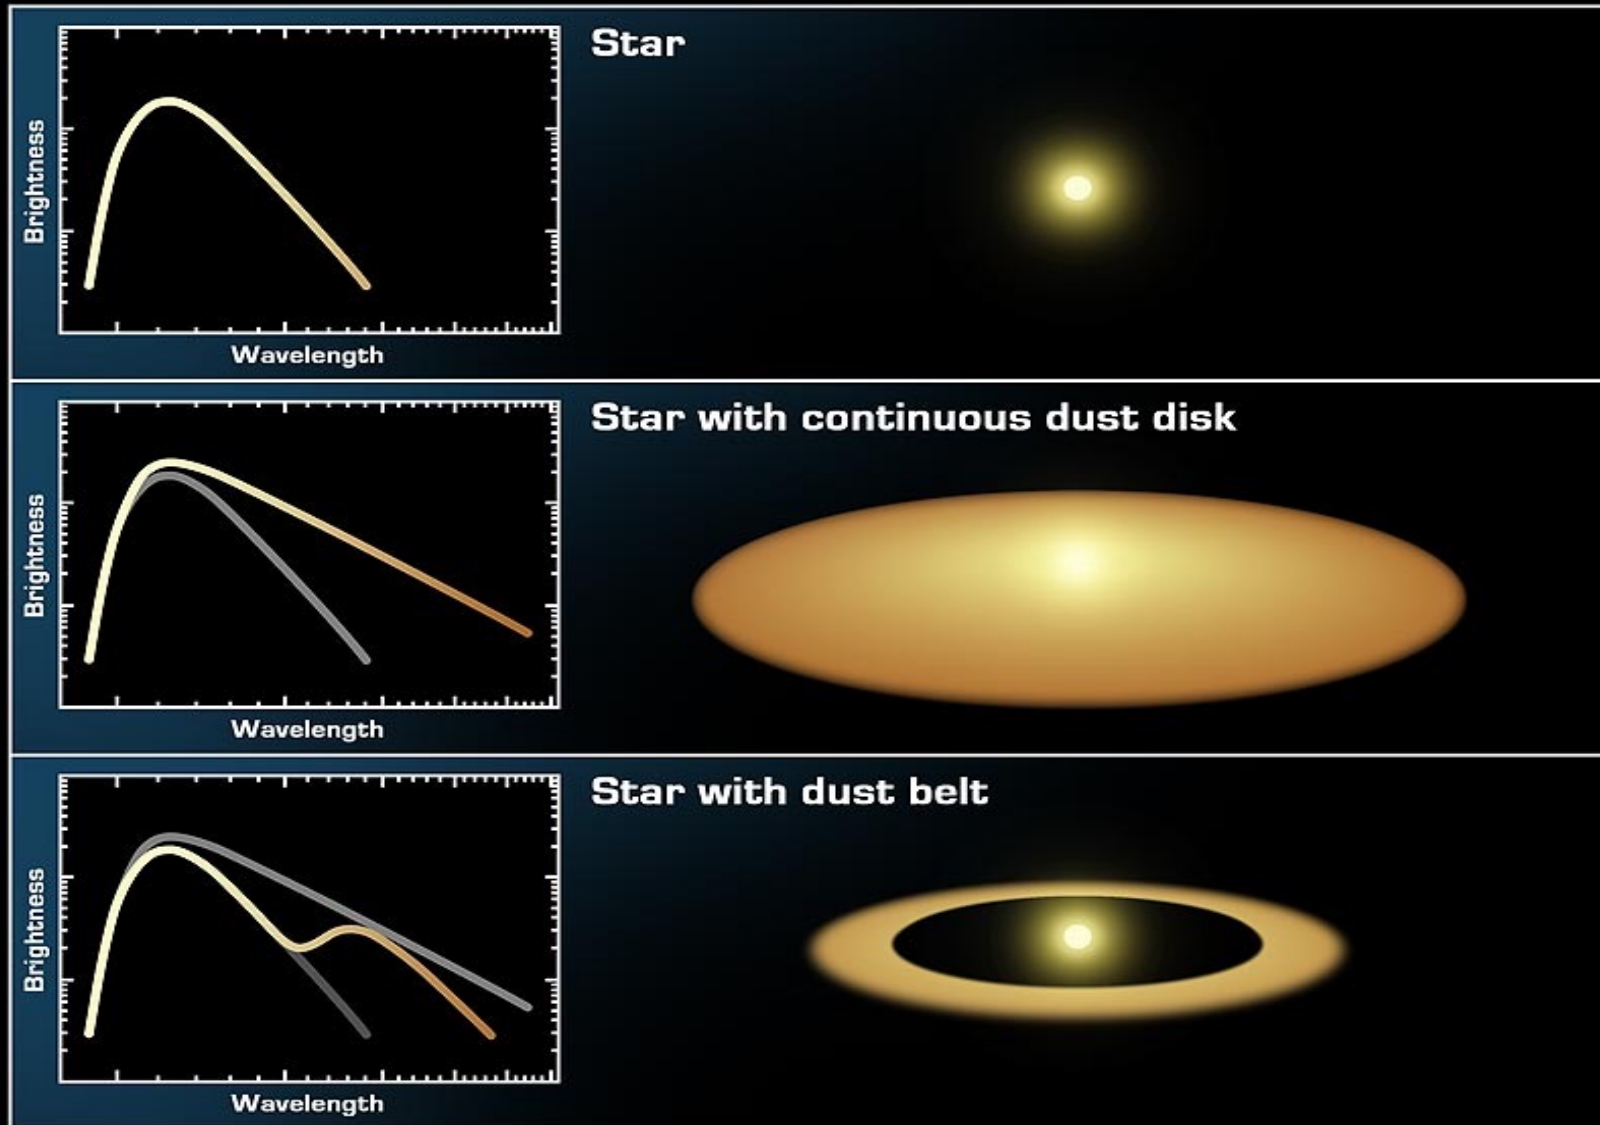 Star
Brightness
Wavelength
Star with continuous dust disk
Brightness
Wavelength
Star with dust belt
Brightness
Wavelength